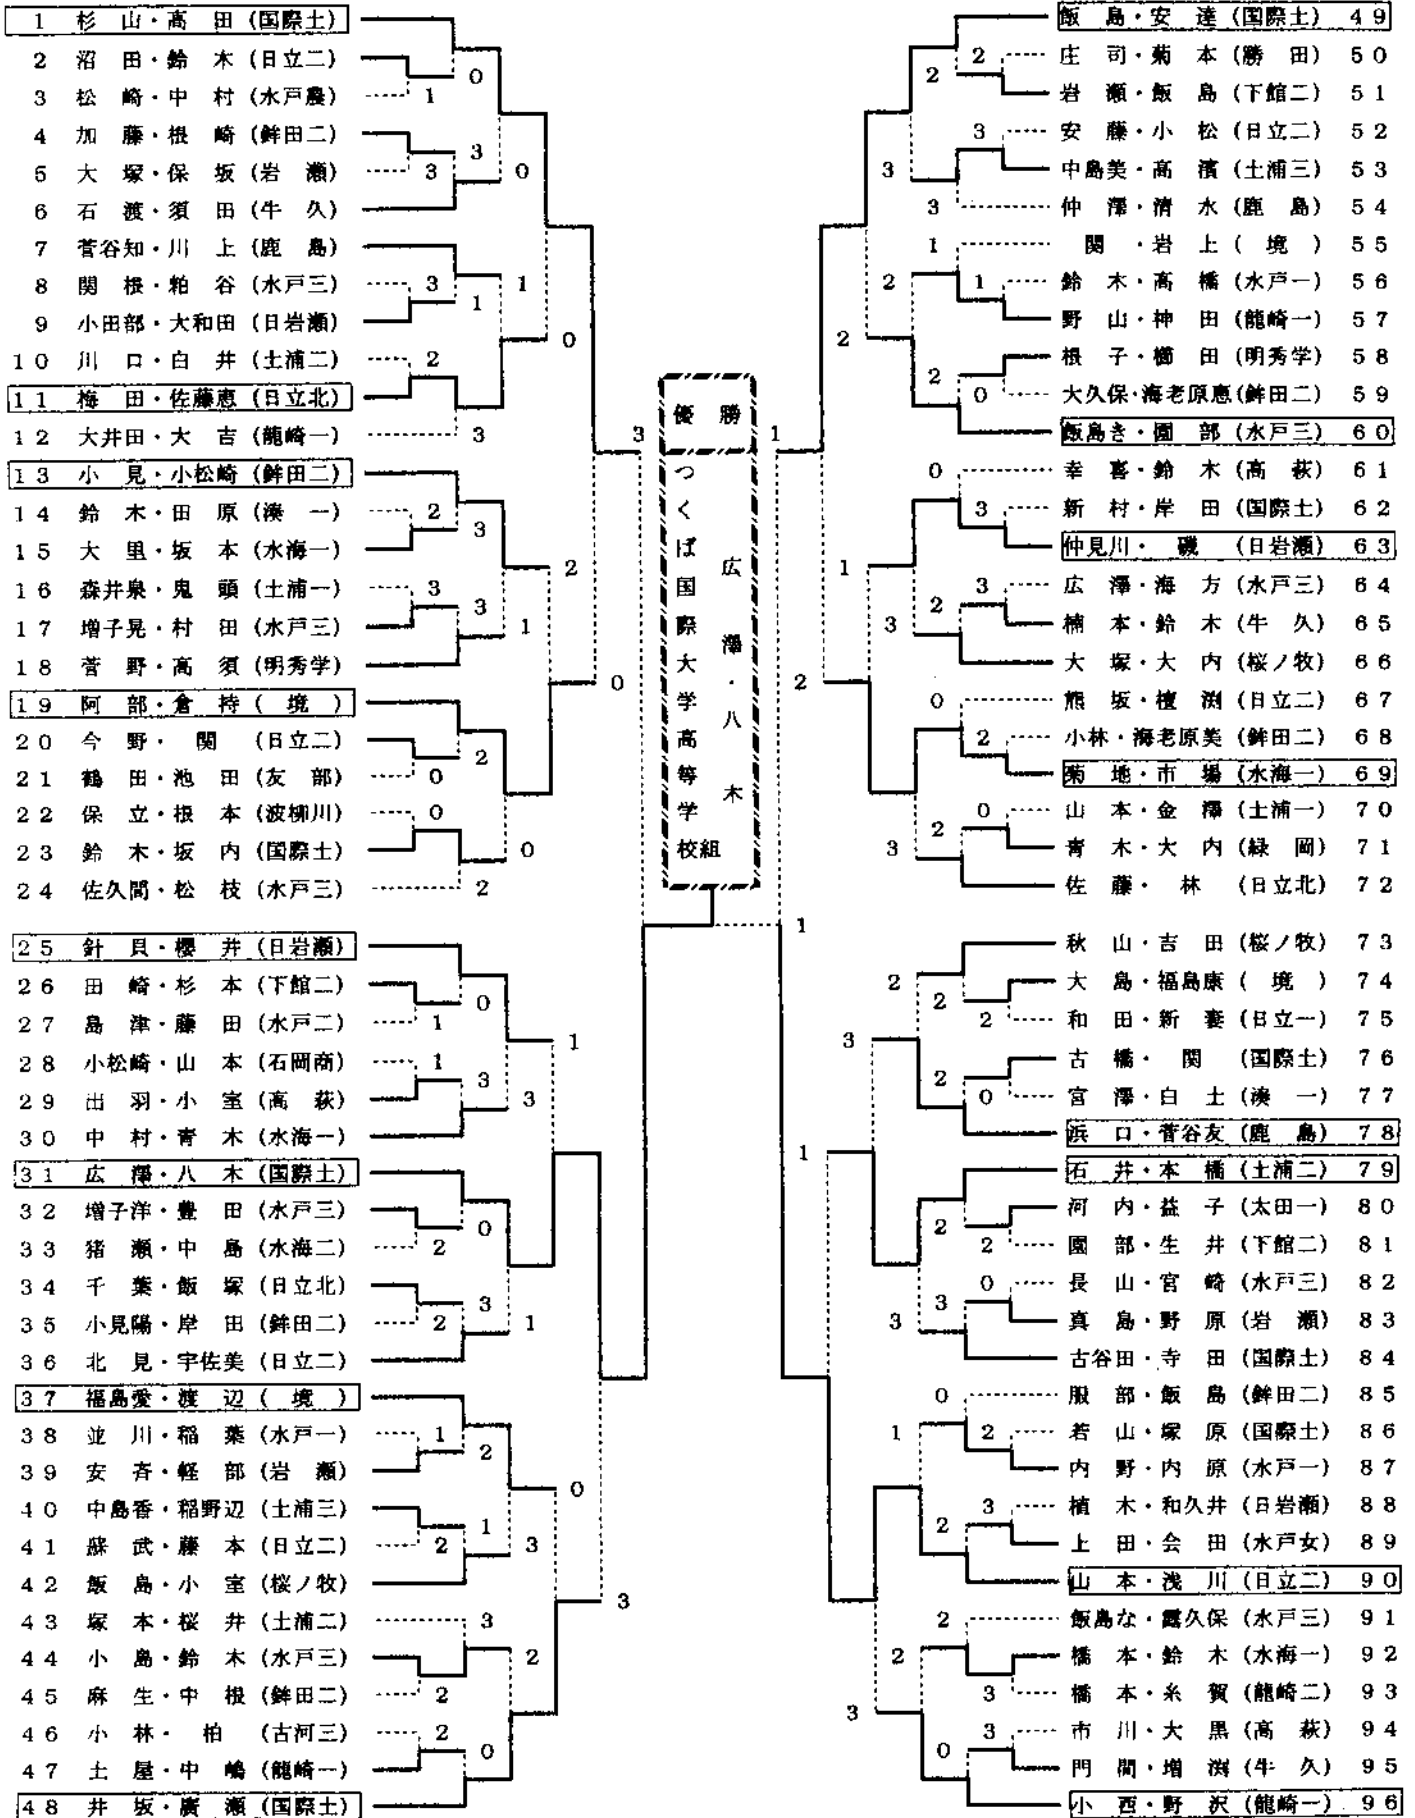 1 杉山・高田(国際土)
2 沼田・鈴木(日立二)
3 松崎・中村(水戸農)
4 加藤・根崎(鉾田二)
5 大塚・保坂(岩瀬)
6 石渡・須田(牛久)
7 菅谷知・川上(鹿島)
8 関根・粕谷(水戸三)
9 小田部・大和田(日岩瀬)
10 川口・白井(土浦二)
11 梅田・佐藤恵(日立北)
12 大井田・大吉(龍崎一)
13 小見・小松崎(鉾田二)
14 鈴木・田原(湊一)
15 大里・坂本(水海一)
16 森井泉・鬼頭(土浦一)
17 増子晃・村田(水戸三)
18 菅野・高須(明秀学)
19 阿部・倉持(境)
20 今野・関(日立二)
21 鶴田・池田(友部)
22 保立・根本(波柳川)
23 鈴木・坂内(国際土)
24 佐久間・松枝(水戸三)
25 針貝・櫻井(日岩瀬)
26 田崎・杉本(下館二)
27 島津・藤田(水戸二)
28 小松崎・山本(石岡商)
29 出羽・小室(高萩)
30 中村・青木(水海一)
31 広澤・八木(国際土)
32 増子洋・豊田(水戸三)
33 猪瀬・中島(水海二)
34 千葉・飯塚(日立北)
35 小見陽・岸田(鉾田二)
36 北見・宇佐美(日立二)
37 福島愛・渡辺(境)
38 並川・稲葉(水戸一)
39 安斉・軽部(岩瀬)
40 中島香・稲野辺(土浦三)
41 蘇武・藤本(日立二)
42 飯島・小室(桜ノ牧)
43 塚本・桜井(土浦二)
44 小島・鈴木(水戸三)
45 麻生・中根(鉾田二)
46 小林・柏(古河三)
47 土屋・中嶋(龍崎一)
48 井坂・廣瀬(国際土)
優勝
つくば国際大学高等学校組
広澤・八木
飯島・安達(国際土) 49
庄司・菊本(勝田) 50
岩瀬・飯島(下館二) 51
安藤・小松(日立二) 52
中島美・高濱(土浦三) 53
仲澤・清水(鹿島) 54
関・岩上(境) 55
鈴木・高橋(水戸一) 56
野山・神田(龍崎一) 57
根子・櫛田(明秀学) 58
大久保・海老原恵(鉾田二) 59
飯島き・園部(水戸三) 60
幸喜・鈴木(高萩) 61
新村・岸田(国際土) 62
仲見川・磯(日岩瀬) 63
広澤・海方(水戸三) 64
楠本・鈴木(牛久) 65
大塚・大内(桜ノ牧) 66
熊坂・檀渕(日立二) 67
小林・海老原美(鉾田二) 68
菊地・市場(水海一) 69
山本・金澤(土浦一) 70
青木・大内(緑岡) 71
佐藤・林(日立北) 72
秋山・吉田(桜ノ牧) 73
大島・福島康(境) 74
和田・新妻(日立一) 75
古橋・関(国際土) 76
宮澤・白土(湊一) 77
浜口・菅谷友(鹿島) 78
石井・本橋(土浦二) 79
河内・益子(太田一) 80
園部・生井(下館二) 81
長山・宮崎(水戸三) 82
真島・野原(岩瀬) 83
古谷田・寺田(国際土) 84
服部・飯島(鉾田二) 85
若山・塚原(国際土) 86
内野・内原(水戸一) 87
植木・和久井(日岩瀬) 88
上田・会田(水戸女) 89
山本・浅川(日立二) 90
飯島な・露久保(水戸三) 91
橋本・鈴木(水海一) 92
橋本・糸賀(龍崎二) 93
市川・大黒(高萩) 94
門間・増渕(牛久) 95
小西・野沢(龍崎一) 96